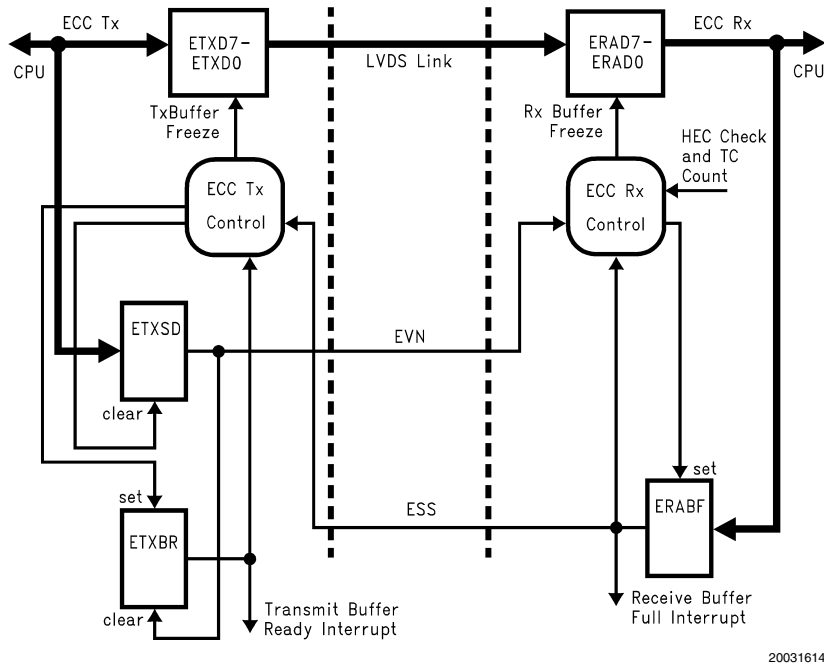 ECC Tx
ETXD7-
ETXD0
LVDS Link
ERAD7-
ERAD0
ECC Rx
CPU
CPU
TxBuffer
Freeze
Rx Buffer
Freeze
HEC Check
and TC
Count
ECC Tx
Control
ECC Rx
Control
ETXSD
EVN
clear
set
set
ETXBR
ESS
ERABF
clear
Transmit Buffer
Ready Interrupt
Receive Buffer
Full Interrupt
20031614